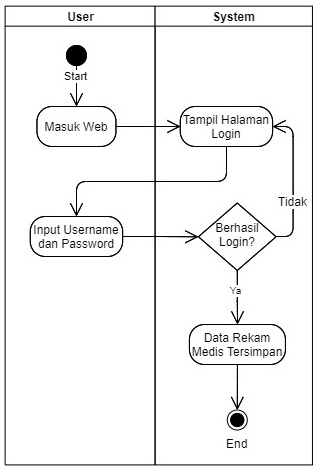 User
System
Start
Masuk Web
Tampil Halaman
Login
Tidak
Input Username
dan Password
Berhasil
Login?
Ya
Data Rekam
Medis Tersimpan
End